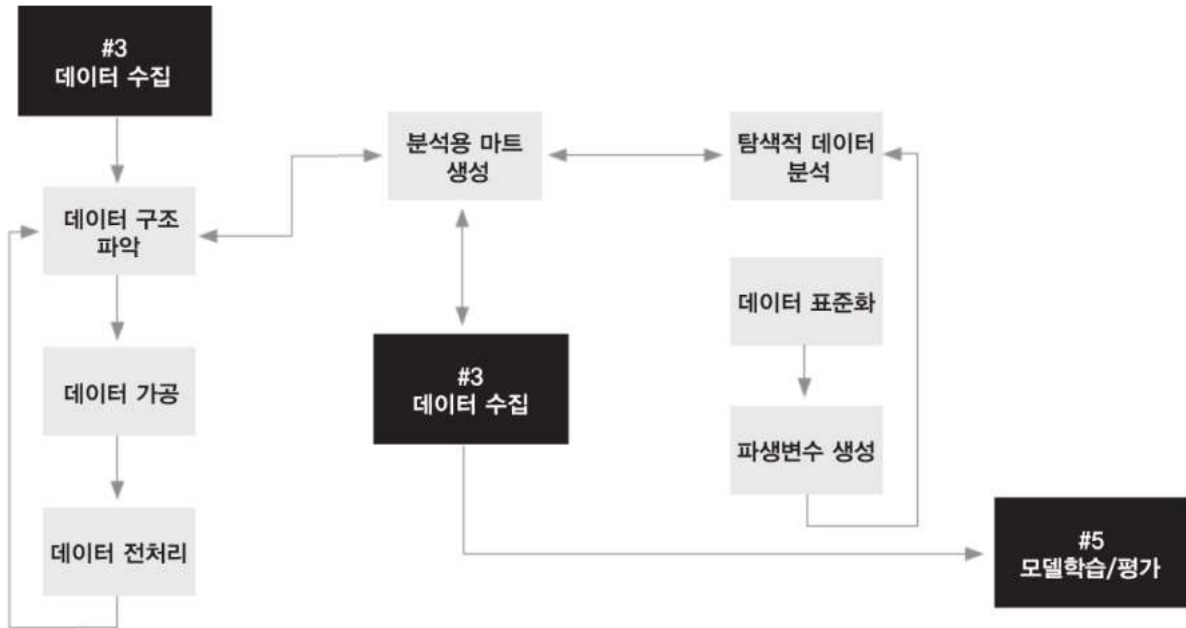 #3
데이터 수집
데이터 구조
파악
데이터 가공
데이터 전처리
분석용 마트
생성
#3
데이터 수집
탐색적 데이터
분석
데이터 표준화
파생변수 생성
#5
모델학습/평가